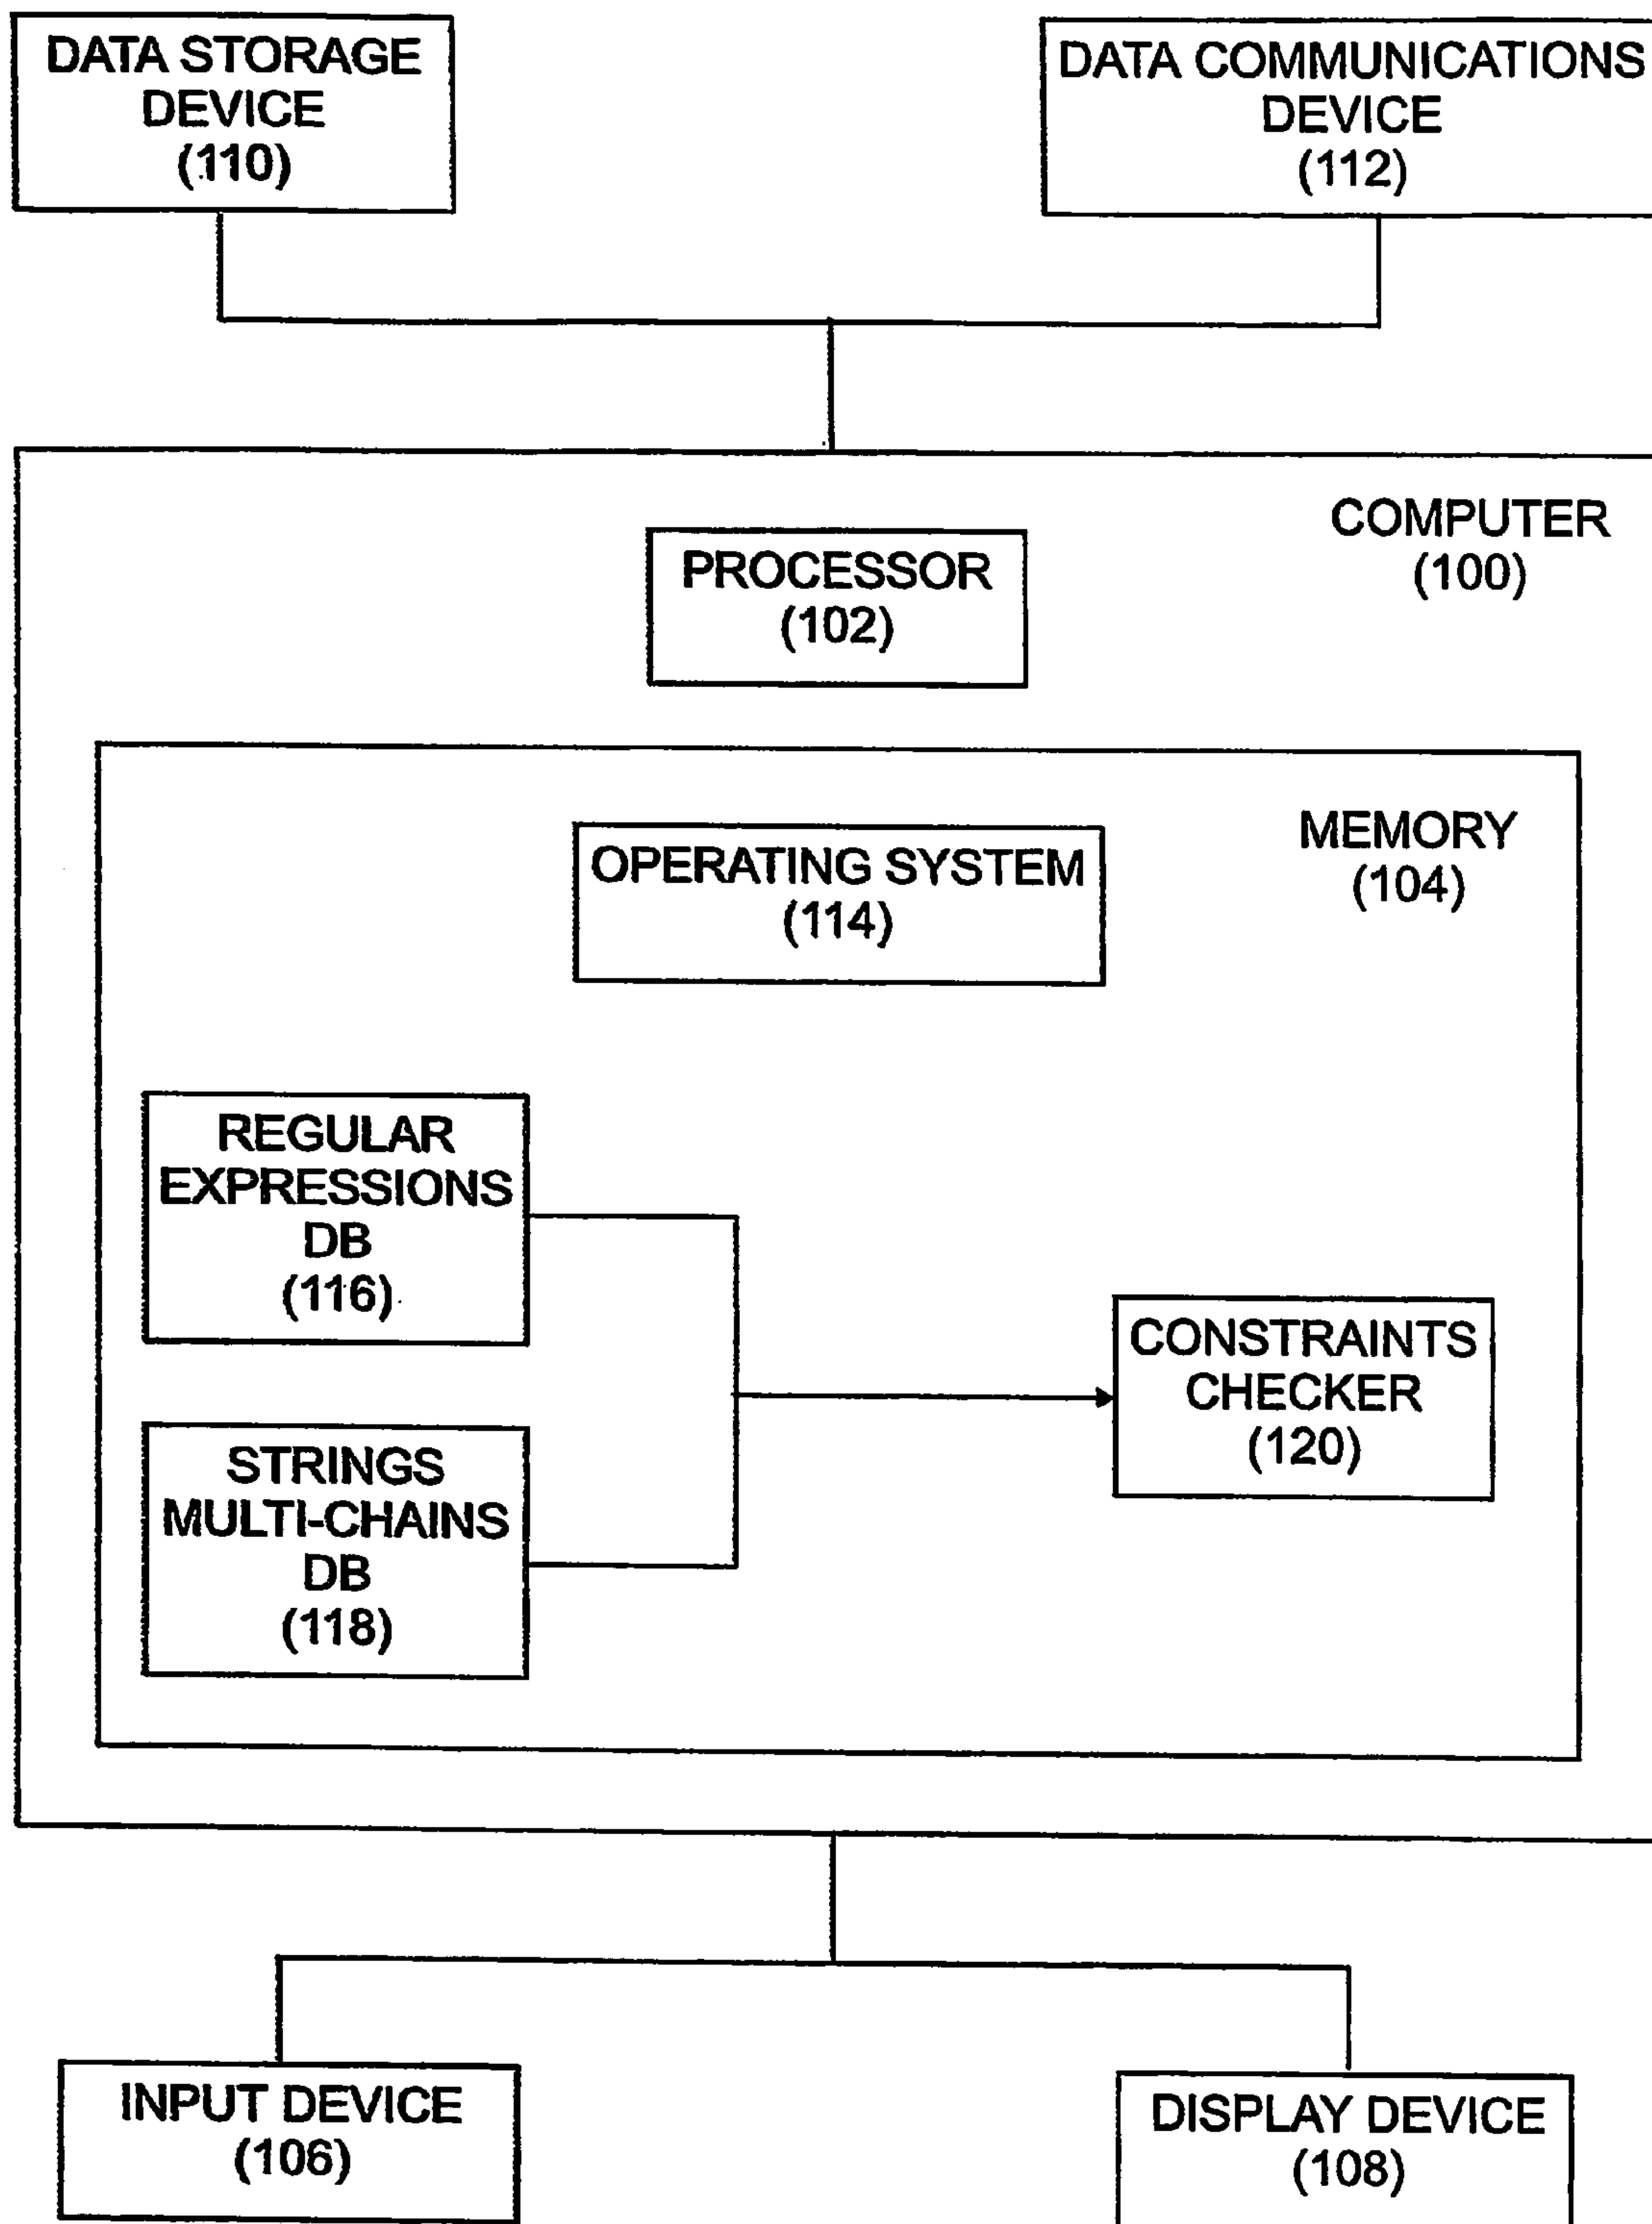 DATA STORAGE
DEVICE
(110)
DATA COMMUNICATIONS
DEVICE
(112)
COMPUTER
(100)
PROCESSOR
(102)
MEMORY
(104)
OPERATING SYSTEM
(114)
REGULAR
EXPRESSIONS
DB
(116)
CONSTRAINTS
CHECKER
(120)
STRINGS
MULTI-CHAINS
DB
(118)
INPUT DEVICE
(106)
DISPLAY DEVICE
(108)